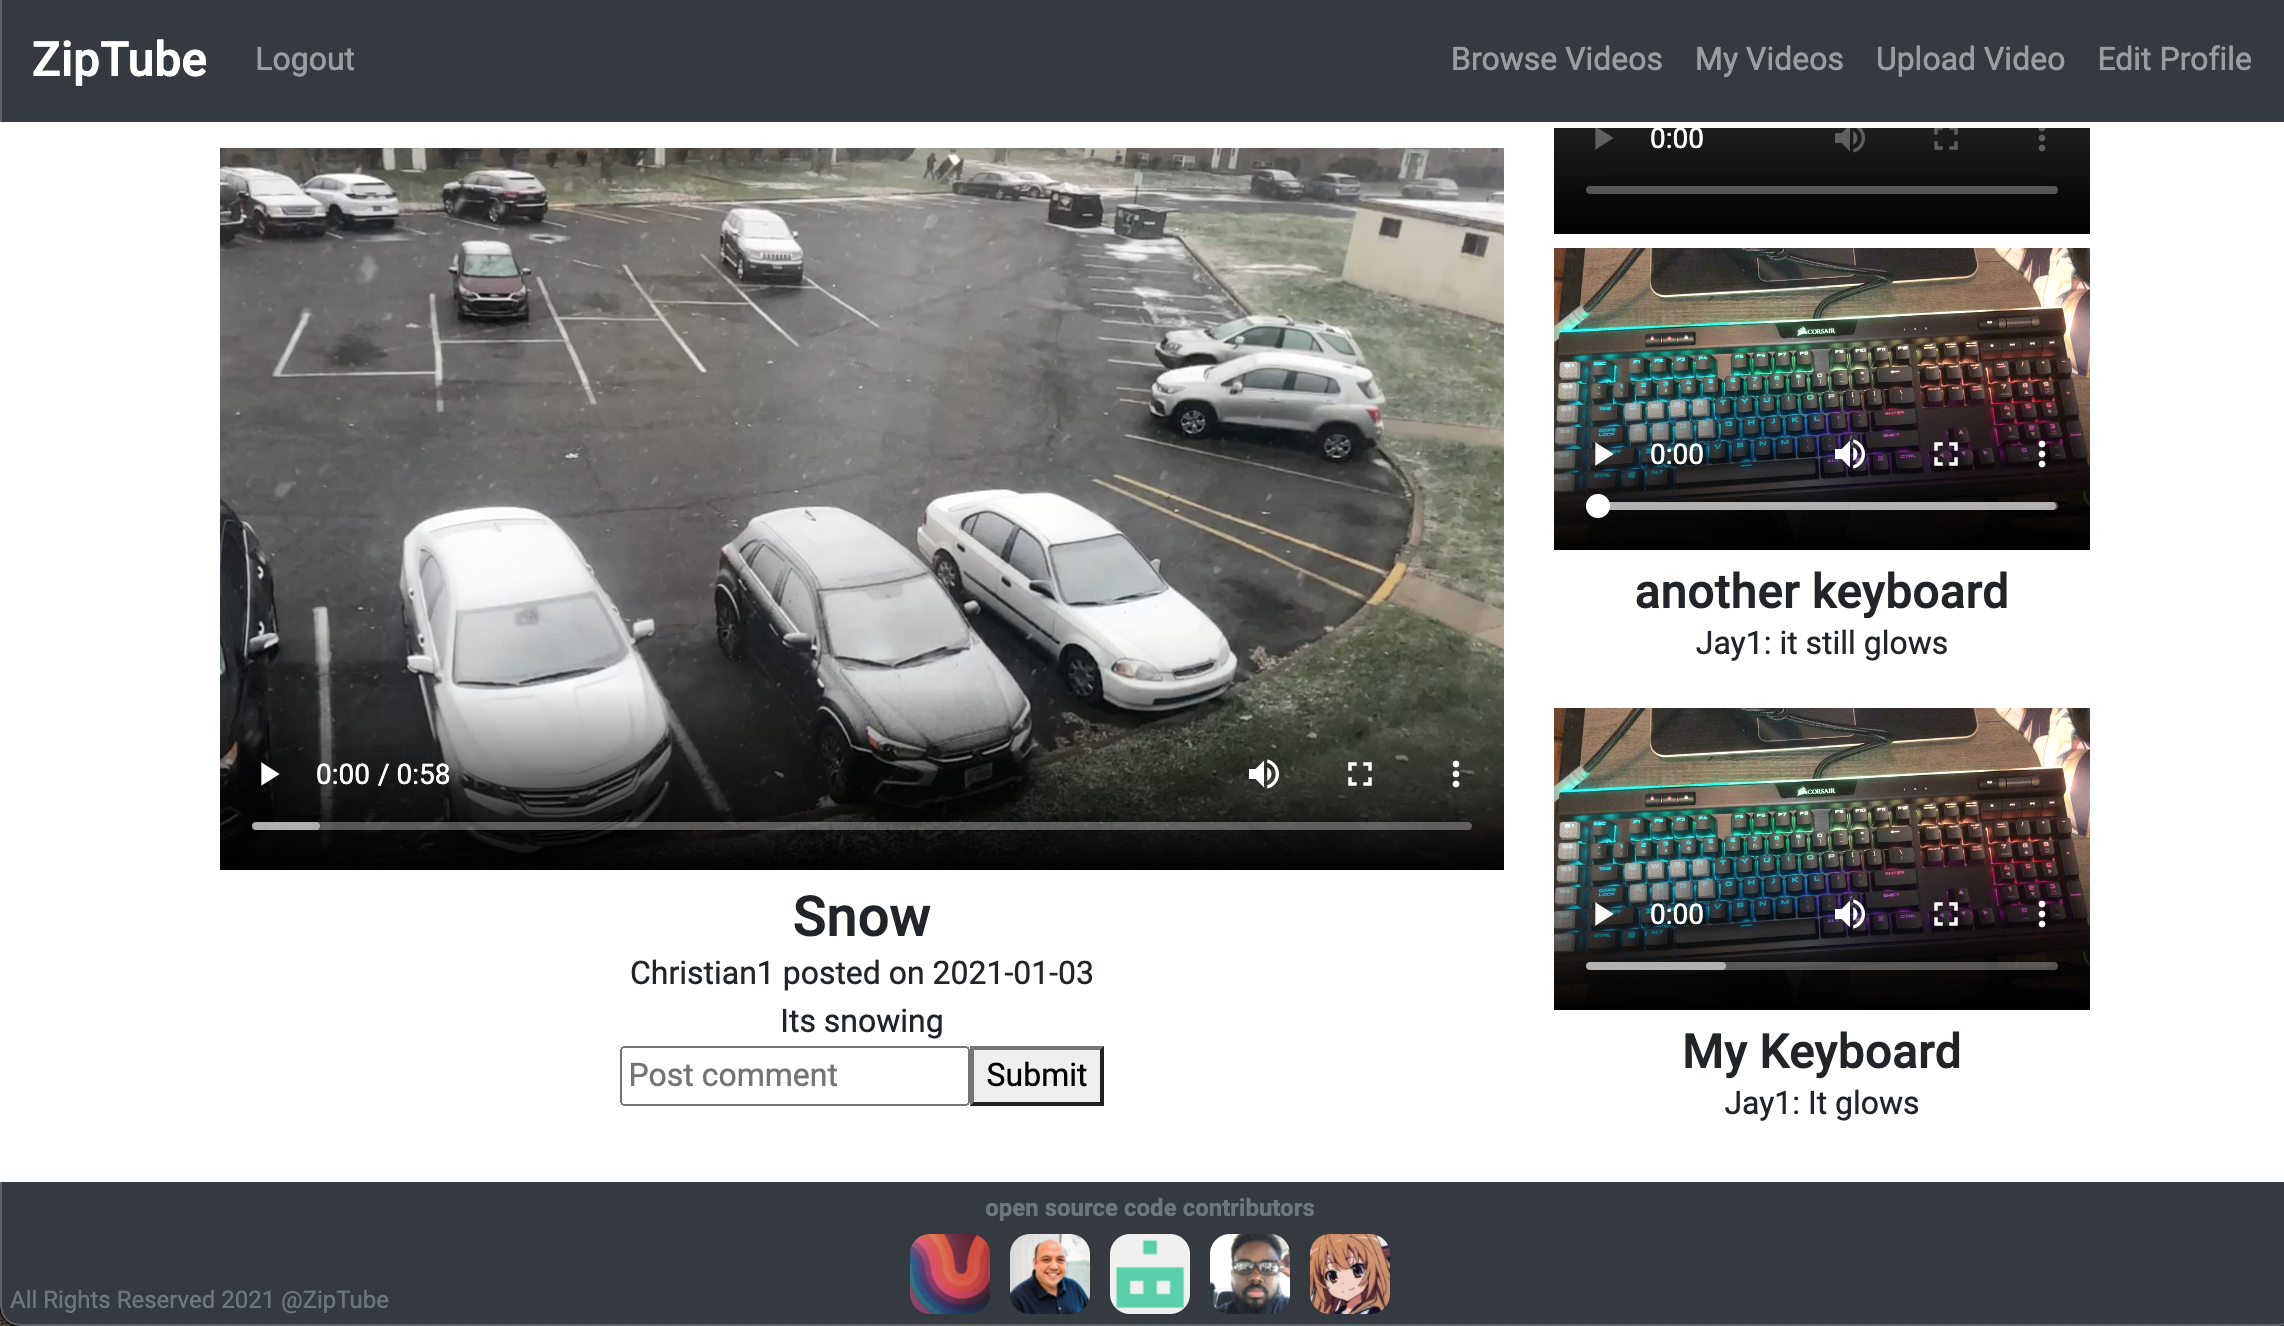 ZipTube
Logout
Browse Videos
My Videos
Upload Video
Edit Profile
0:00 / 0:58
Snow
Christian1 posted on 2021-01-03
Its snowing
Post comment
Submit
0:00
CORSAIR
0:00
another keyboard
Jay1: it still glows
CORSAIR
0:00
My Keyboard
Jay1: It glows
open source code contributors
All Rights Reserved 2021 @ZipTube